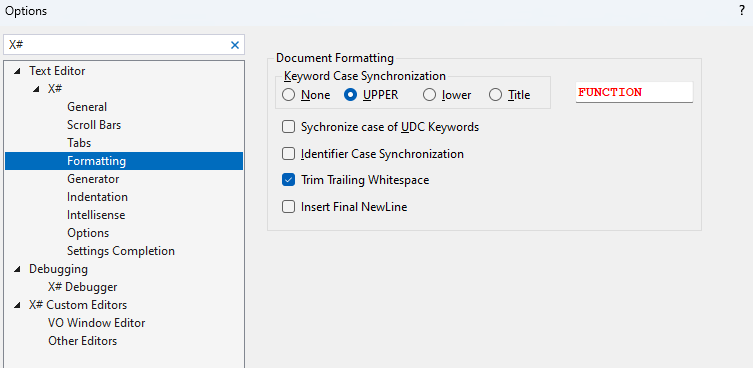 Options
?
X#
Text Editor
X#
General
Scroll Bars
Tabs
Formatting
Generator
Indentation
Intellisense
Options
Settings Completion
Debugging
X# Debugger
X# Custom Editors
VO Window Editor
Other Editors
Document Formatting
Keyword Case Synchronization
None UPPER lower Title
FUNCTION
Sychronize case of UDC Keywords
Identifier Case Synchronization
Trim Trailing Whitespace
Insert Final NewLine